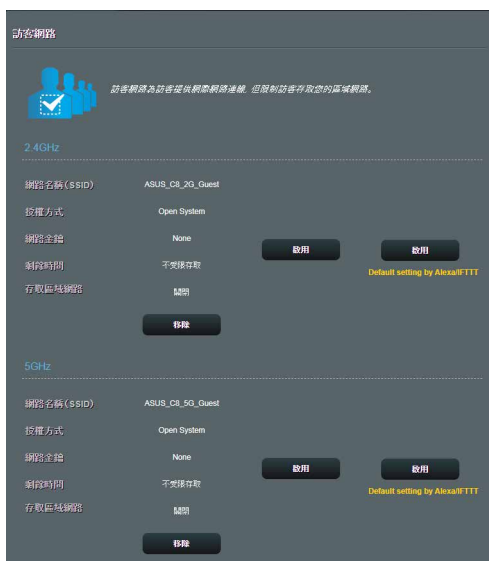 訪客網路
訪客網路為訪客提供網際網路連線, 但限制訪客存取您的區域網路。
2.4GHz
網路名稱(SSID) ASUS_C8_2G_Guest
授權方式 Open System
網路金鑰 None
啟用 啟用
剩餘時間 不受限存取
Default setting by Alexa/IFTTT
存取區域網路 關閉
移除
5GHz
網路名稱(SSID) ASUS_C8_5G_Guest
授權方式 Open System
網路金鑰 None
啟用 啟用
剩餘時間 不受限存取
Default setting by Alexa/IFTTT
存取區域網路 關閉
移除